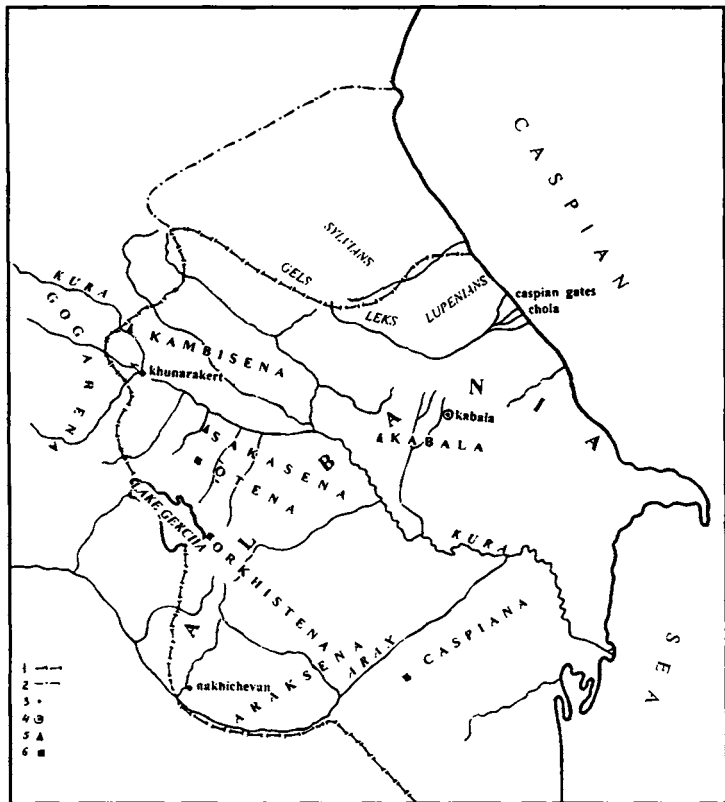 CASPIAN
SYLVIANS
GELS
LUPENIANS
LEKS
caspian gates
chola
KURA
GOGARENA
KAMBISENA
khunarakert
ALBANIA
kabala
KABALA
SAKASENA
OTENA
LAKE GEKCHA
ORKHISTENA
KURA
ARAKSENA
ARAX
CASPIANA
SEA
nakhichevan
1
2
3
4
5
6